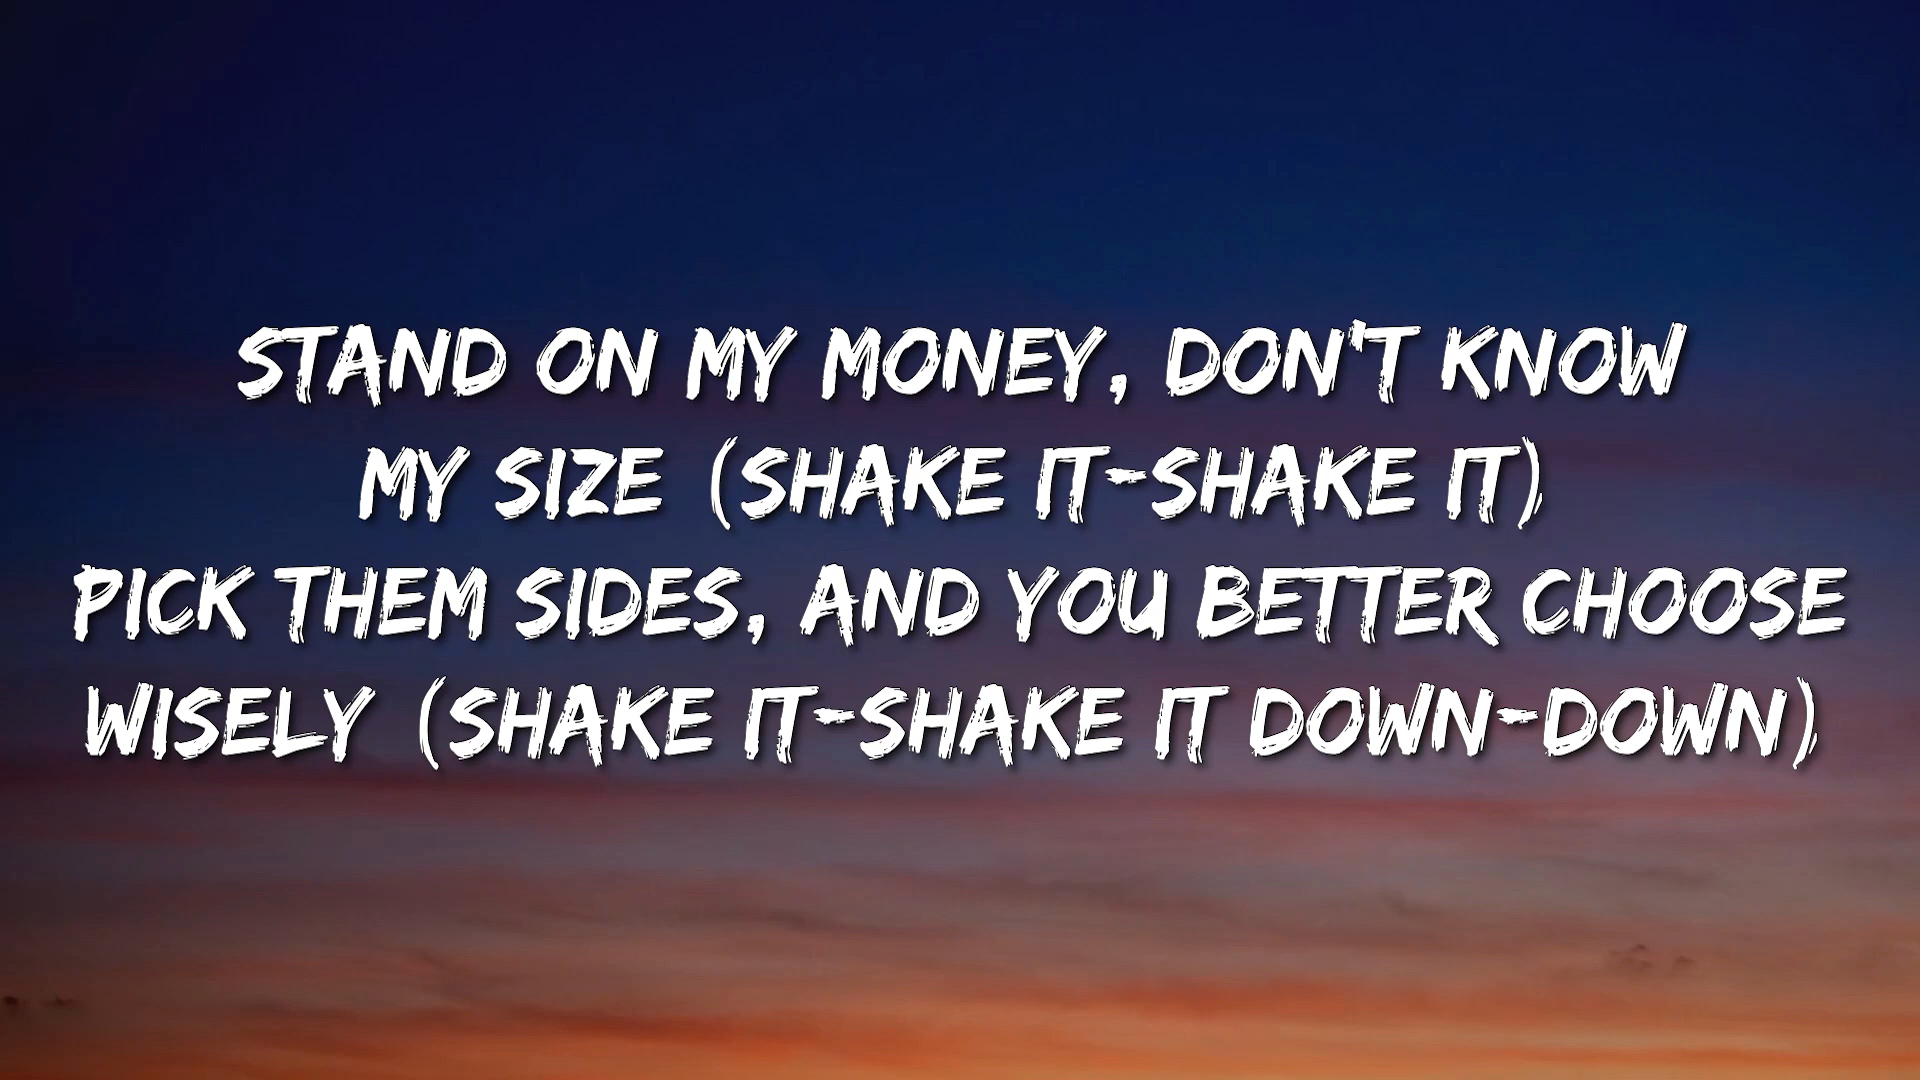 STAND ON MY MONEY, DON'T KNOW
MY SIZE (SHAKE IT-SHAKE IT)
PICK THEM SIDES, AND YOU BETTER CHOOSE
WISELY (SHAKE IT-SHAKE IT DOWN-DOWN)